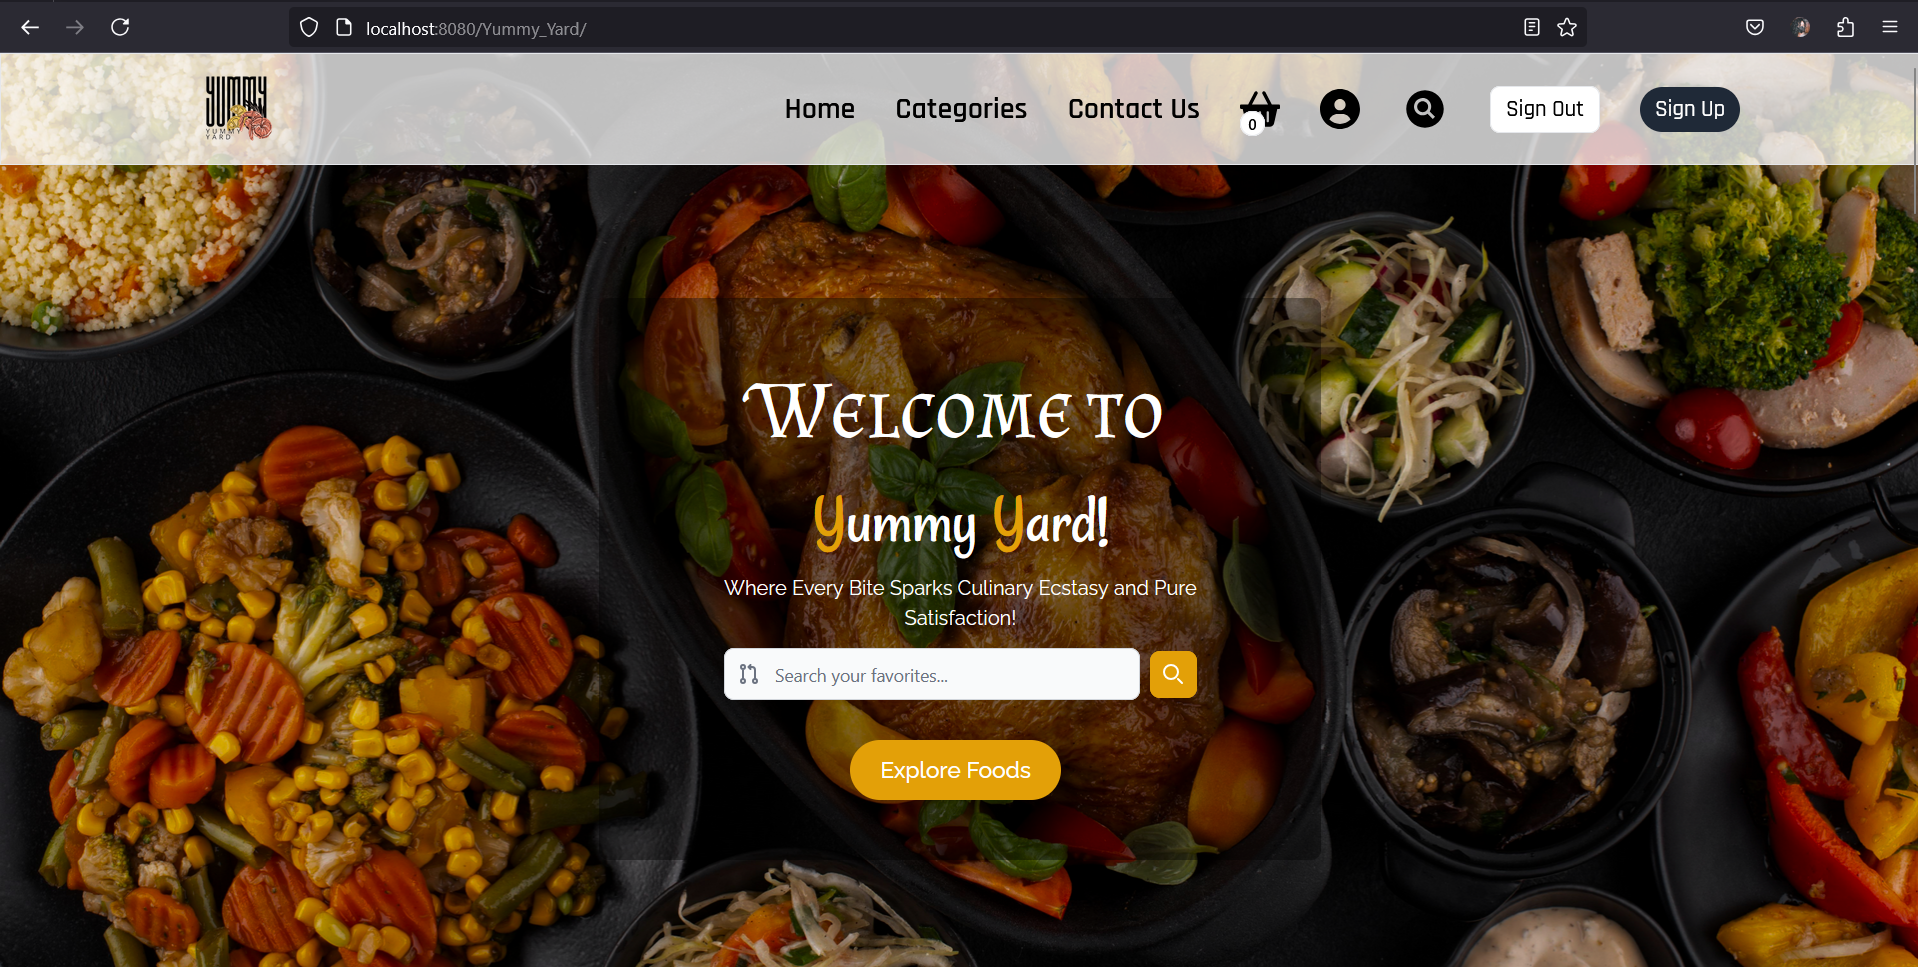 localhost:8080/Yummy_Yard/
YUMMY
YUMMY
YARD
Home
Categories
Contact Us
0
Sign Out
Sign Up
WELCOME TO
Yummy Yard!
Where Every Bite Sparks Culinary Ecstasy and Pure
Satisfaction!
Search your favorites...
Explore Foods